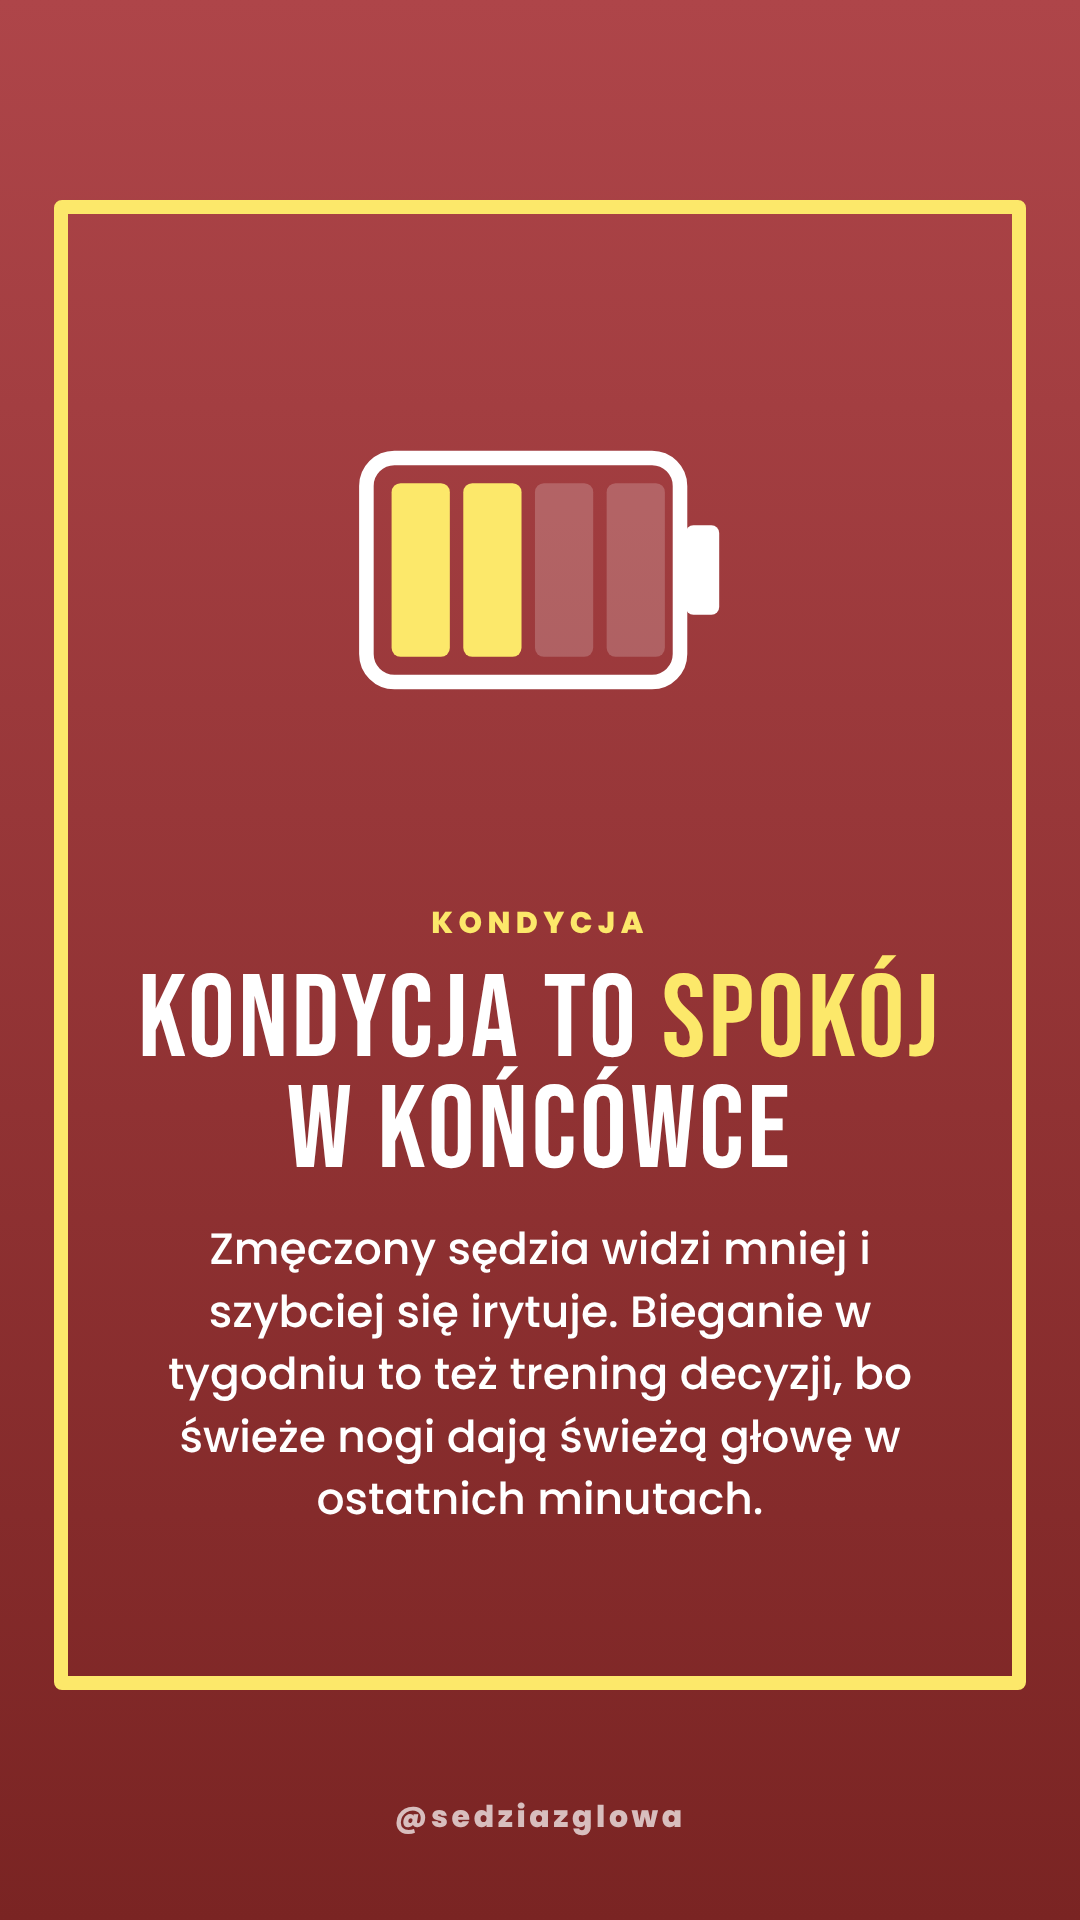 KONDYCJA
KONDYCJA TO SPOKÓJ
W KOŃCÓWCE
Zmęczony sędzia widzi mniej i
szybciej się irytuje. Bieganie w
tygodniu to też trening decyzji, bo
świeże nogi dają świeżą głowę w
ostatnich minutach.
@sedziazglowa